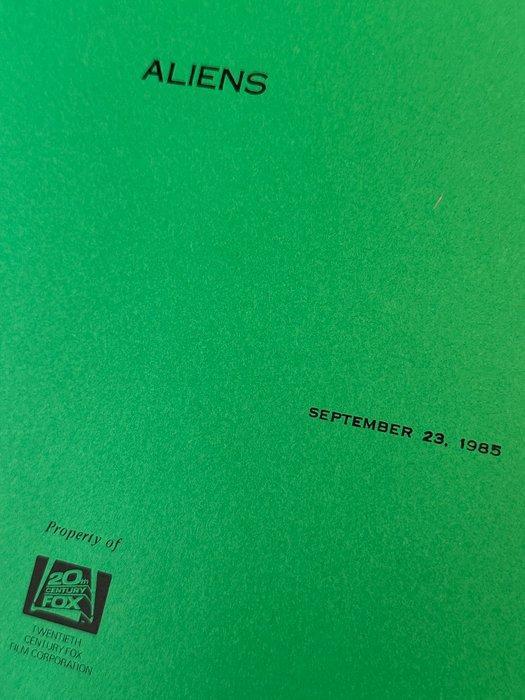 ALIENS
SEPTEMBER 23, 1985
Property of
20th
CENTURY
FOX
TWENTIETH
CENTURY FOX
FILM CORPORATION